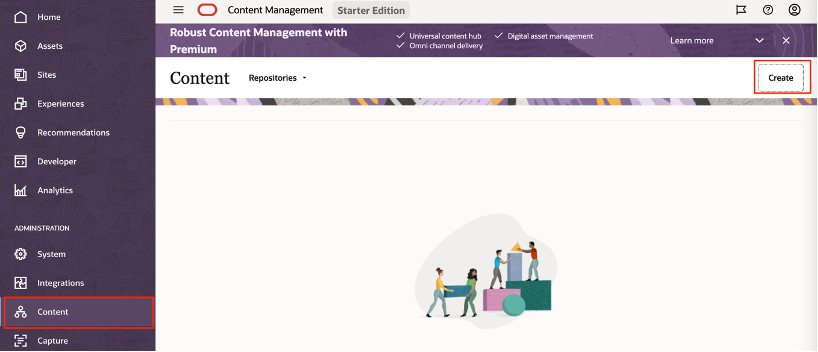 Home
Assets
Sites
Experiences
Recommendations
Developer
Analytics
ADMINISTRATION
System
Integrations
Content
Capture
Content Management Starter Edition
Robust Content Management with
Premium
Universal content hub Digital asset management
Omni channel delivery
Learn more
Content Repositories
Create